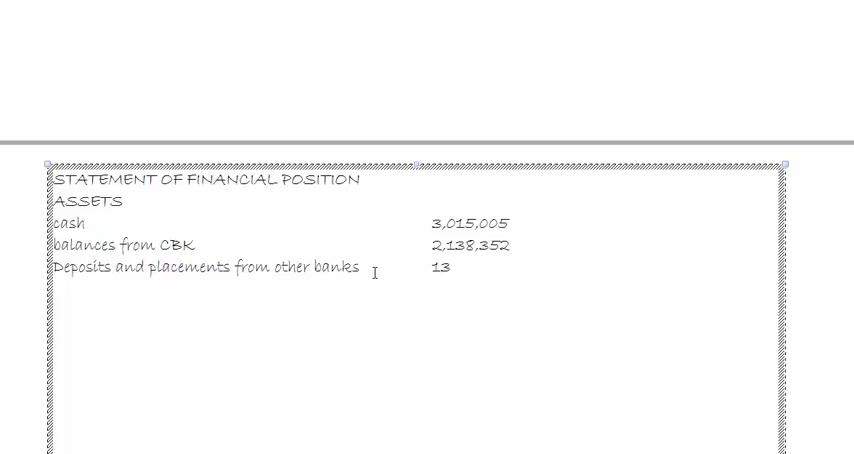 STATEMENT OF FINANCIAL POSITION
ASSETS
cash 3,015,005
balances from CBK 2,138,352
Deposits and placements from other banks 13